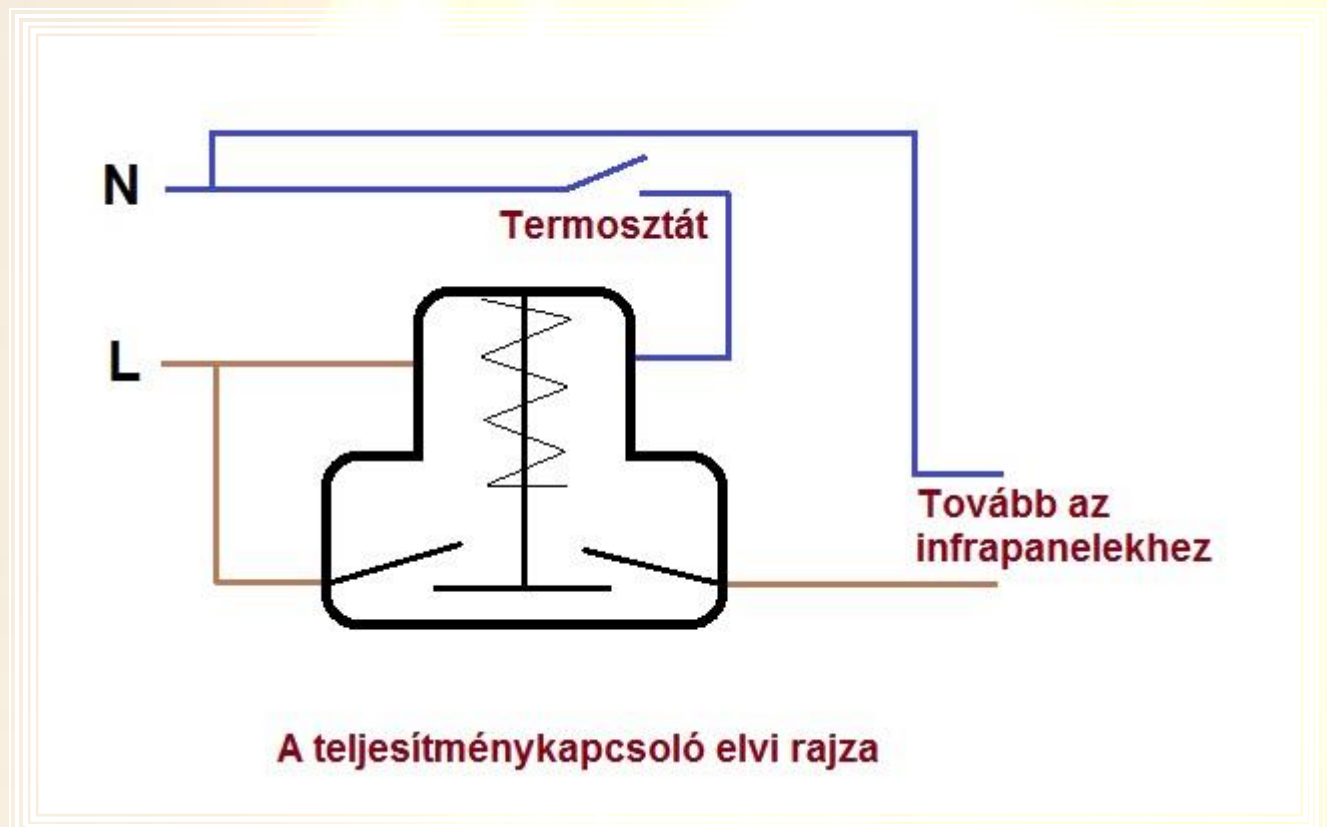 N
Termosztát
L
Tovább az
infrapanelekhez
A teljesítménykapcsoló elvi rajza